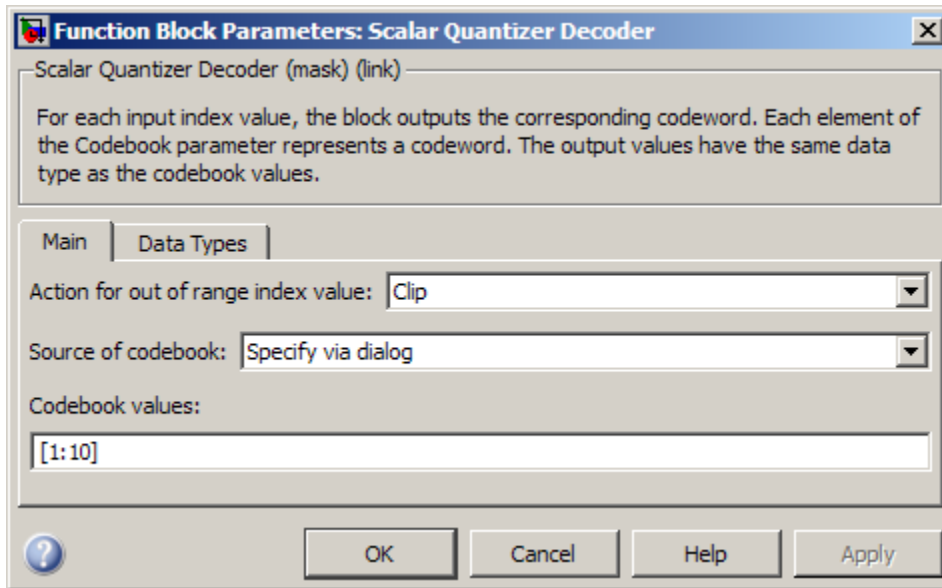 Function Block Parameters: Scalar Quantizer Decoder
Scalar Quantizer Decoder (mask) (link)
For each input index value, the block outputs the corresponding codeword. Each element of
the Codebook parameter represents a codeword. The output values have the same data
type as the codebook values.
Main Data Types
Action for out of range index value: Clip
Source of codebook: Specify via dialog
Codebook values:
[1:10]
? OK Cancel Help Apply